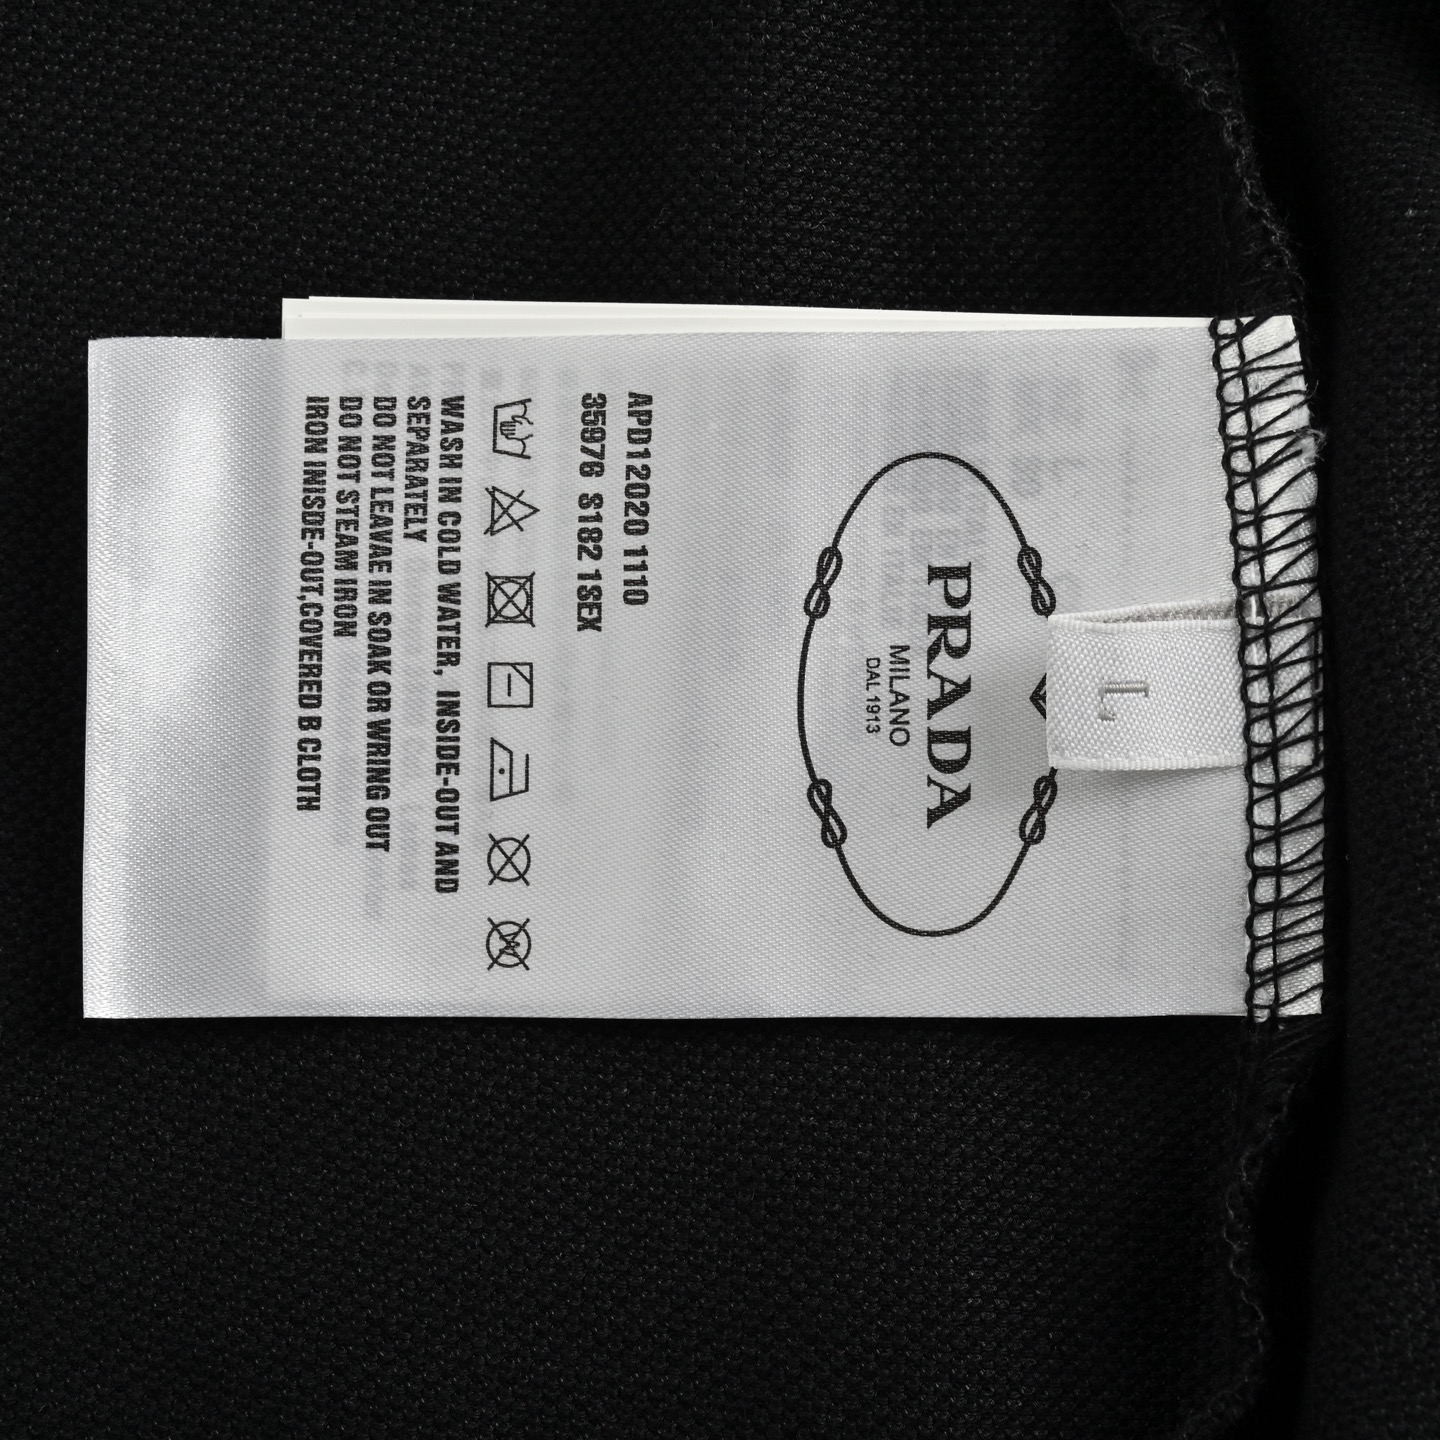 L
PRADA
MILANO
DAL 1913
APD12020 1110
35976 S182 1SEX
WASH IN COLD WATER, INSIDE-OUT AND
SEPARATELY
DO NOT LEAVAE IN SOAK OR WRING OUT
DO NOT STEAM IRON
IRON INISDE-OUT,COVERED B CLOTH